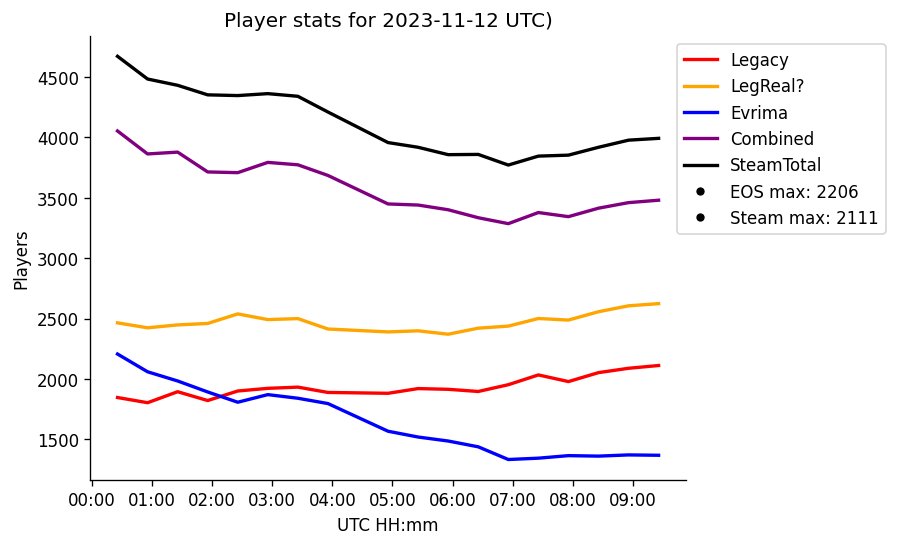 Player stats for 2023-11-12 UTC)
Legacy
LegReal?
Evrima
Combined
SteamTotal
EOS max: 2206
Steam max: 2111
4500
4000
3500
3000
2500
2000
1500
Players
00:00 01:00 02:00 03:00 04:00 05:00 06:00 07:00 08:00 09:00
UTC HH:mm